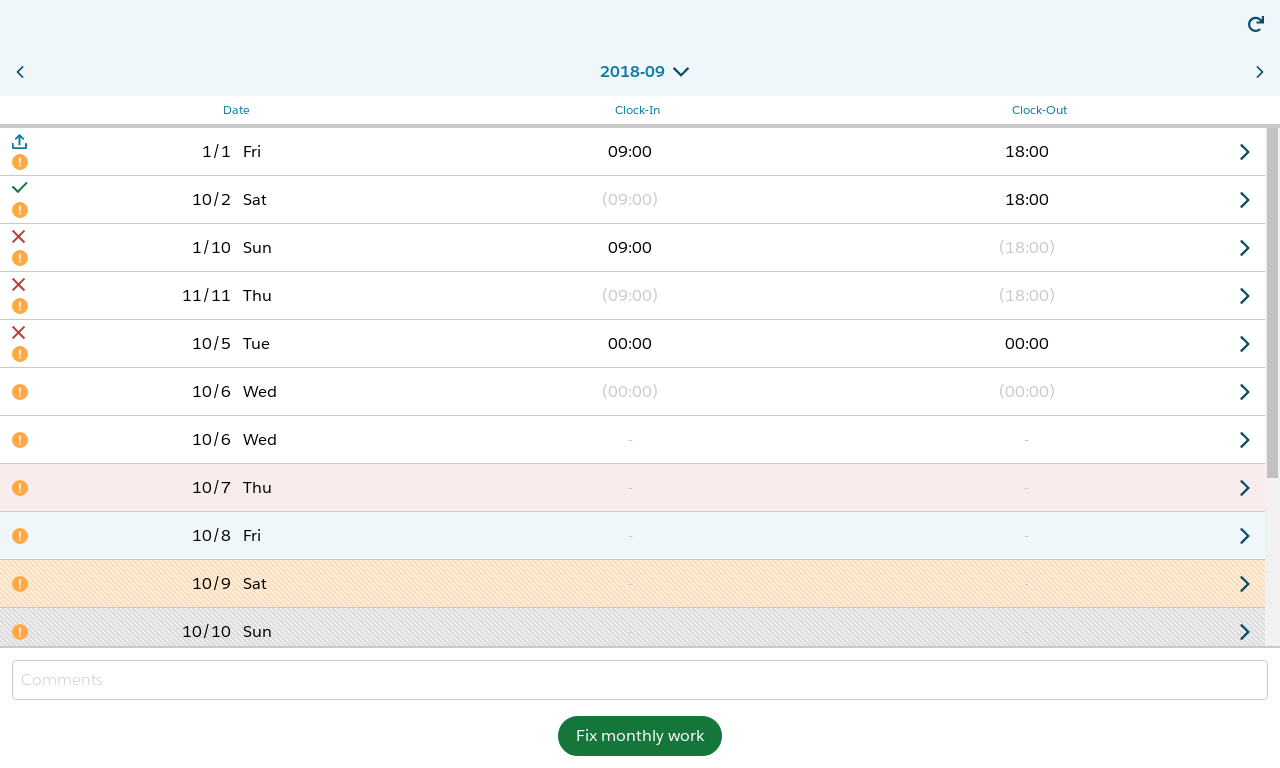 2018-09
Date Clock-In Clock-Out
1/1 Fri 09:00 18:00
10/2 Sat (09:00) 18:00
1/10 Sun 09:00 (18:00)
11/11 Thu (09:00) (18:00)
10/5 Tue 00:00 00:00
10/6 Wed (00:00) (00:00)
10/6 Wed - -
10/7 Thu - -
10/8 Fri - -
10/9 Sat - -
10/10 Sun - -
Comments
Fix monthly work